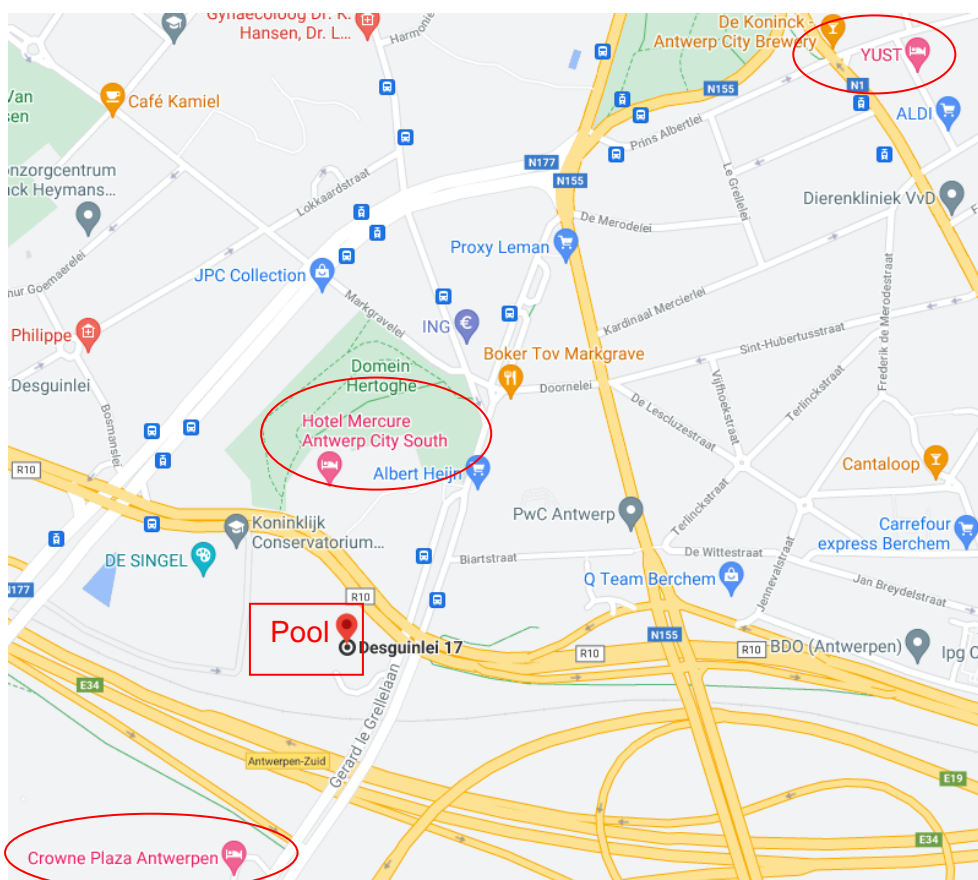 Gynaecoloog Dr. K.
Hansen, Dr. L...
Harmonie
De Koninck -
Antwerp City Brewery
YUST
N155
N1
Van
sen
Café Kamiel
ALDI
Prins Albertlei
N177
N155
Le Grellelei
onzorgcentrum
ck Heymans...
Lokkaardstraat
Dierenkliniek VvD
De Merodelei
Proxy Leman
JPC Collection
hur Goemaerelei
Markgravelei
Kardinaal Mercierlei
Frederik de Merodestraat
ING
Philippe
Sint-Hubertusstraat
Boker Tov Markgrave
Domein
Hertoghe
Doornelei
Desguinlei
Vijfhoekstraat
Terlinckstraat
De Lescluzestraat
Bosmanslei
Hotel Mercure
Antwerp City South
Albert Heijn
Cantaloop
R10
PwC Antwerp
Terlinckstraat
Koninklijk
Conservatorium...
Carrefour
express Berchem
DE SINGEL
Biartstraat
De Wittestraat
Jennevalstraat
Q Team Berchem
Jan Breydelstraat
N177
R10
Pool
Desguinlei 17
N155
R10
R10
BDO (Antwerpen)
Ipg C
E34
Gerard le Grellelaan
Antwerpen-Zuid
E19
E34
Crowne Plaza Antwerpen